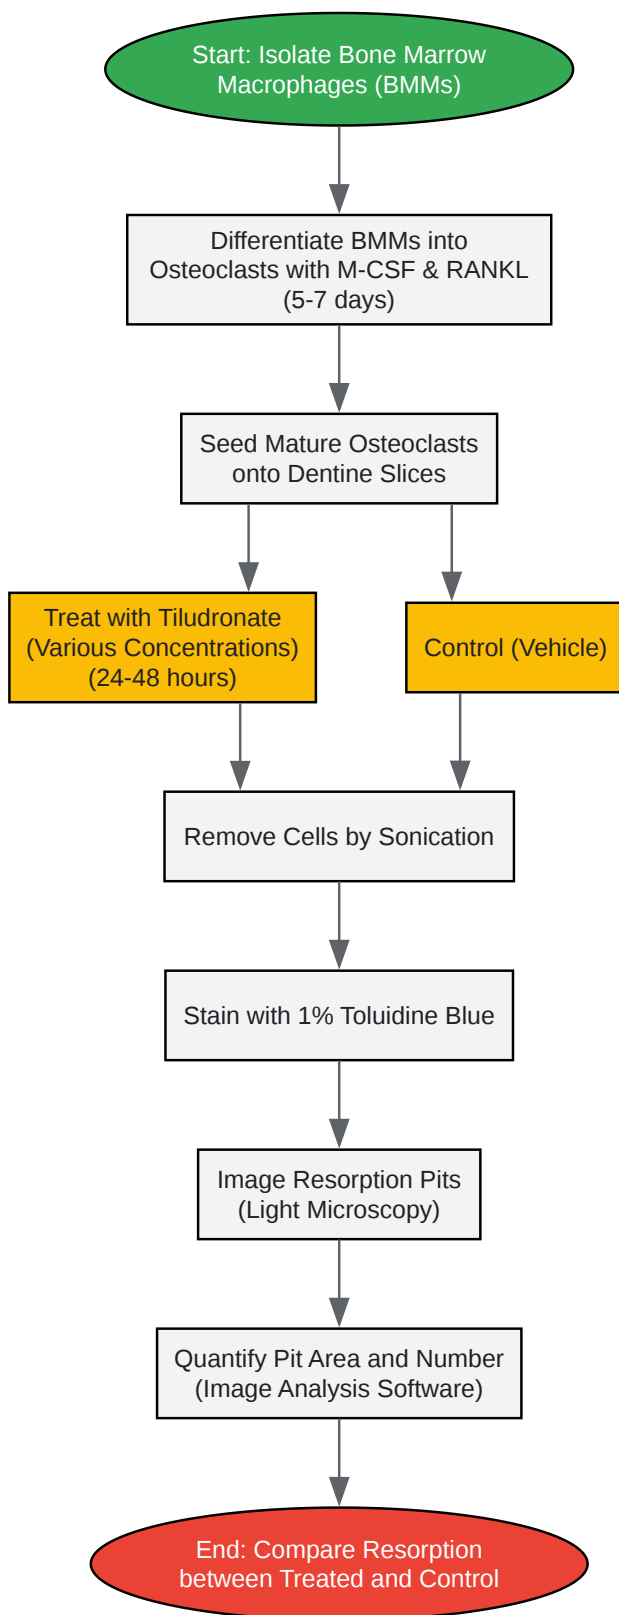 Start: Isolate Bone Marrow
Macrophages (BMMs)
Differentiate BMMs into
Osteoclasts with M-CSF & RANKL
(5-7 days)
Seed Mature Osteoclasts
onto Dentine Slices
Treat with Tiludronate
(Various Concentrations)
(24-48 hours)
Control (Vehicle)
Remove Cells by Sonication
Stain with 1% Toluidine Blue
Image Resorption Pits
(Light Microscopy)
Quantify Pit Area and Number
(Image Analysis Software)
End: Compare Resorption
between Treated and Control